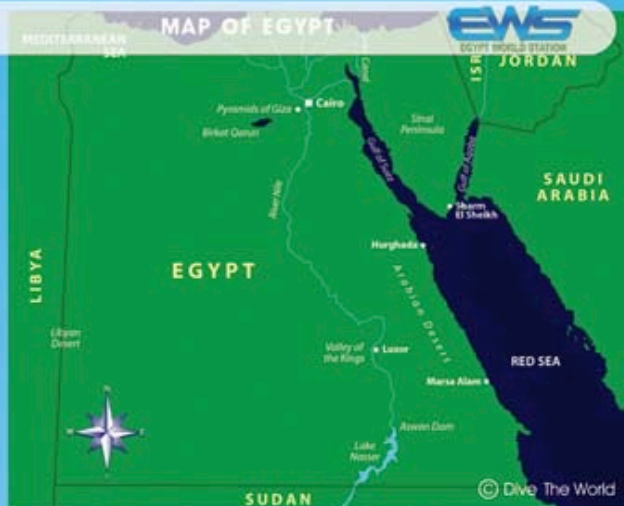 MAP OF EGYPT
EWS
EGYPT WORLD STATION
MEDITERRANEAN
SEA
JORDAN
Pyramids of Giza
Cairo
Birket Qarun
Sinai
Peninsula
Gulf of Suez
Gulf of Aqaba
SAUDI
ARABIA
River Nile
Sharm
El Sheikh
Hurghada
LIBYA
EGYPT
Arabian Desert
Libyan
Desert
Valley of
the Kings
Luxor
RED SEA
Marsa Alam
Aswan Dam
Lake
Nasser
SUDAN
© Dive The World